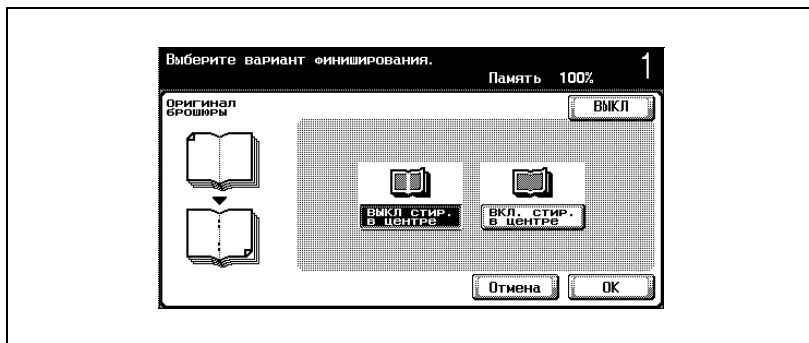 Выберите вариант финиширования.
Память 100% 1
Оригинал
брошюры
ВЫКЛ
ВЫКЛ стир.
в центре
ВКЛ. стир.
в центре
Отмена
OK